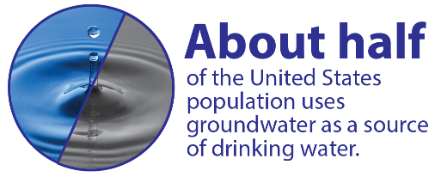 About half
of the United States
population uses
groundwater as a source
of drinking water.